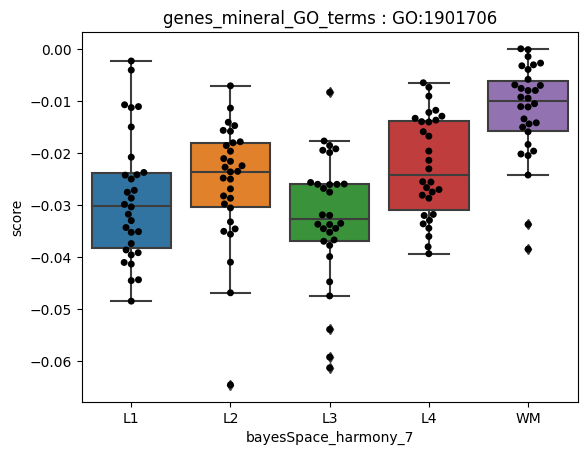 genes_mineral_GO_terms : GO:1901706
0.00
−0.01
−0.02
−0.03
−0.04
−0.05
−0.06
score
L1 L2 L3 L4 WM
bayesSpace_harmony_7